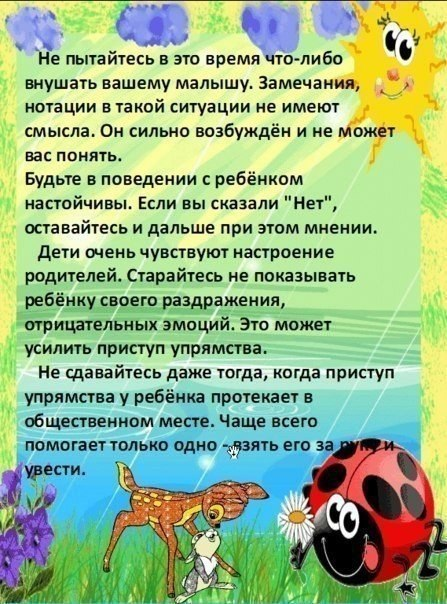 Не пытайтесь в это время что-либо
внушать вашему малышу. Замечания,
нотации в такой ситуации не имеют
смысла. Он сильно возбуждён и не может
вас понять.
Будьте в поведении с ребёнком
настойчивы. Если вы сказали "Нет",
оставайтесь и дальше при этом мнении.
Дети очень чувствуют настроение
родителей. Старайтесь не показывать
ребёнку своего раздражения,
отрицательных эмоций. Это может
усилить приступ упрямства.
Не сдавайтесь даже тогда, когда приступ
упрямства у ребёнка протекает в
общественном месте. Чаще всего
помогает только одно - взять его за руку и
увести.